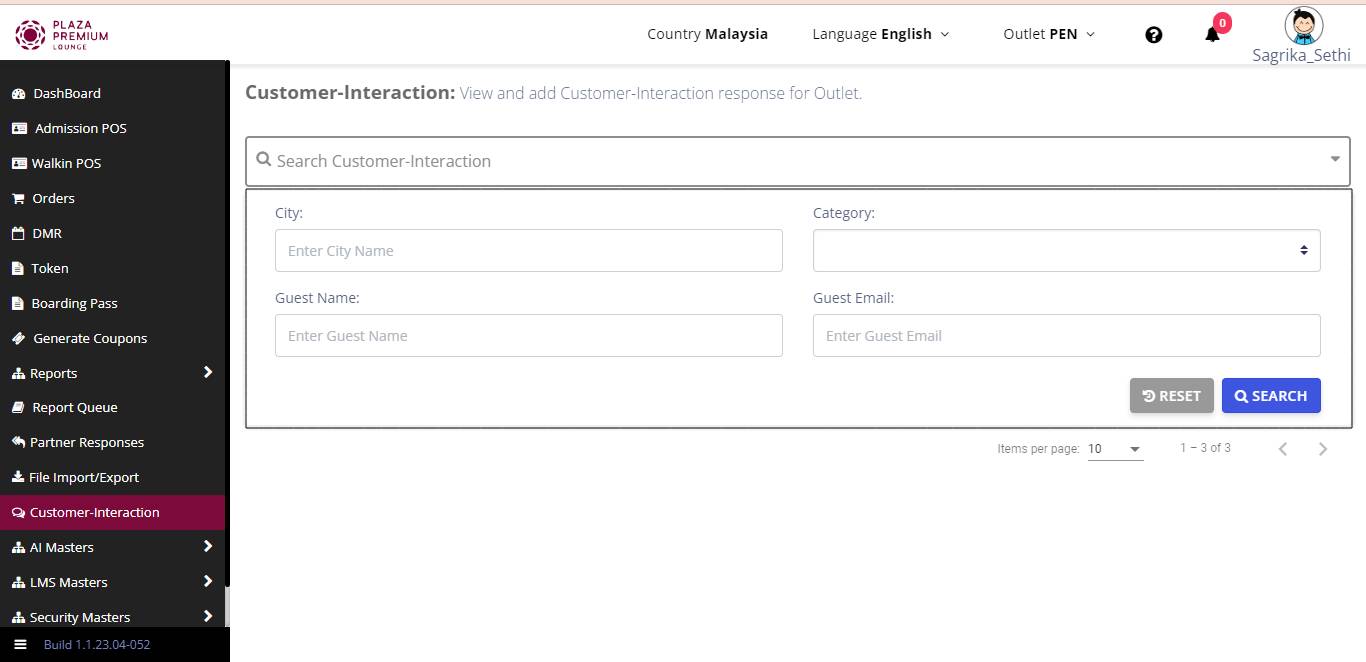 PLAZA
PREMIUM
LOUNGE
Country Malaysia
Language English
Outlet PEN
?
0
Sagrika_Sethi
DashBoard
Admission POS
Walkin POS
Orders
DMR
Token
Boarding Pass
Generate Coupons
Reports
Report Queue
Partner Responses
File Import/Export
Customer-Interaction
AI Masters
LMS Masters
Security Masters
Build 1.1.23.04-052
Customer-Interaction: View and add Customer-Interaction response for Outlet.
Search Customer-Interaction
City:
Category:
Enter City Name
Guest Name:
Guest Email:
Enter Guest Name
Enter Guest Email
RESET
SEARCH
Items per page: 10
1 – 3 of 3